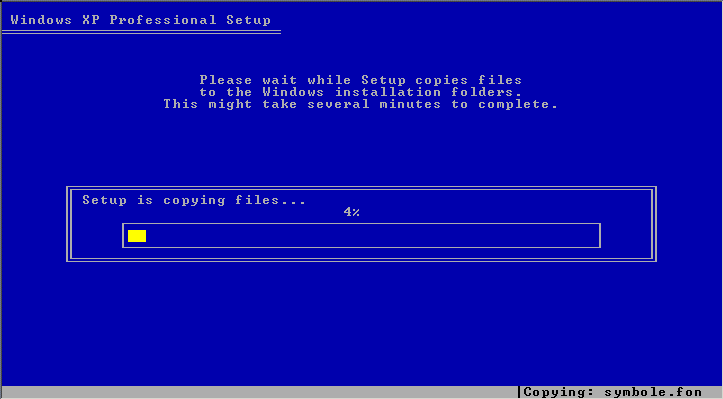 Windows XP Professional Setup
Please wait while Setup copies files
to the Windows installation folders.
This might take several minutes to complete.
Setup is copying files...
4%
Copying: symbole.fon